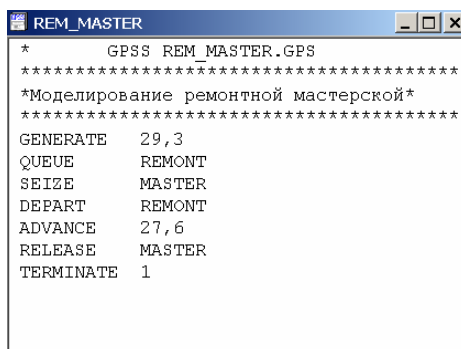 REM_MASTER
* GPSS REM_MASTER.GPS
****************************************
*Моделирование ремонтной мастерской*
****************************************
GENERATE 29,3
QUEUE REMONT
SEIZE MASTER
DEPART REMONT
ADVANCE 27,6
RELEASE MASTER
TERMINATE 1